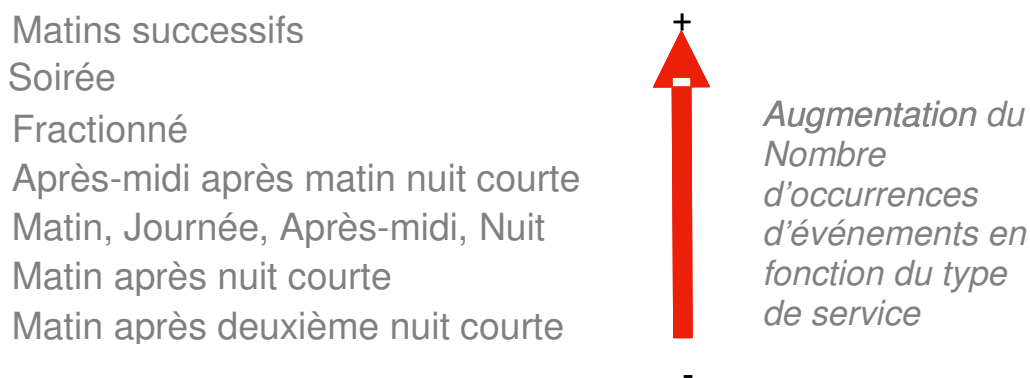 Matins successifs
Soirée
Fractionné
Après-midi après matin nuit courte
Matin, Journée, Après-midi, Nuit
Matin après nuit courte
Matin après deuxième nuit courte
+
-
Augmentation du
Nombre
d'occurrences
d'événements en
fonction du type
de service